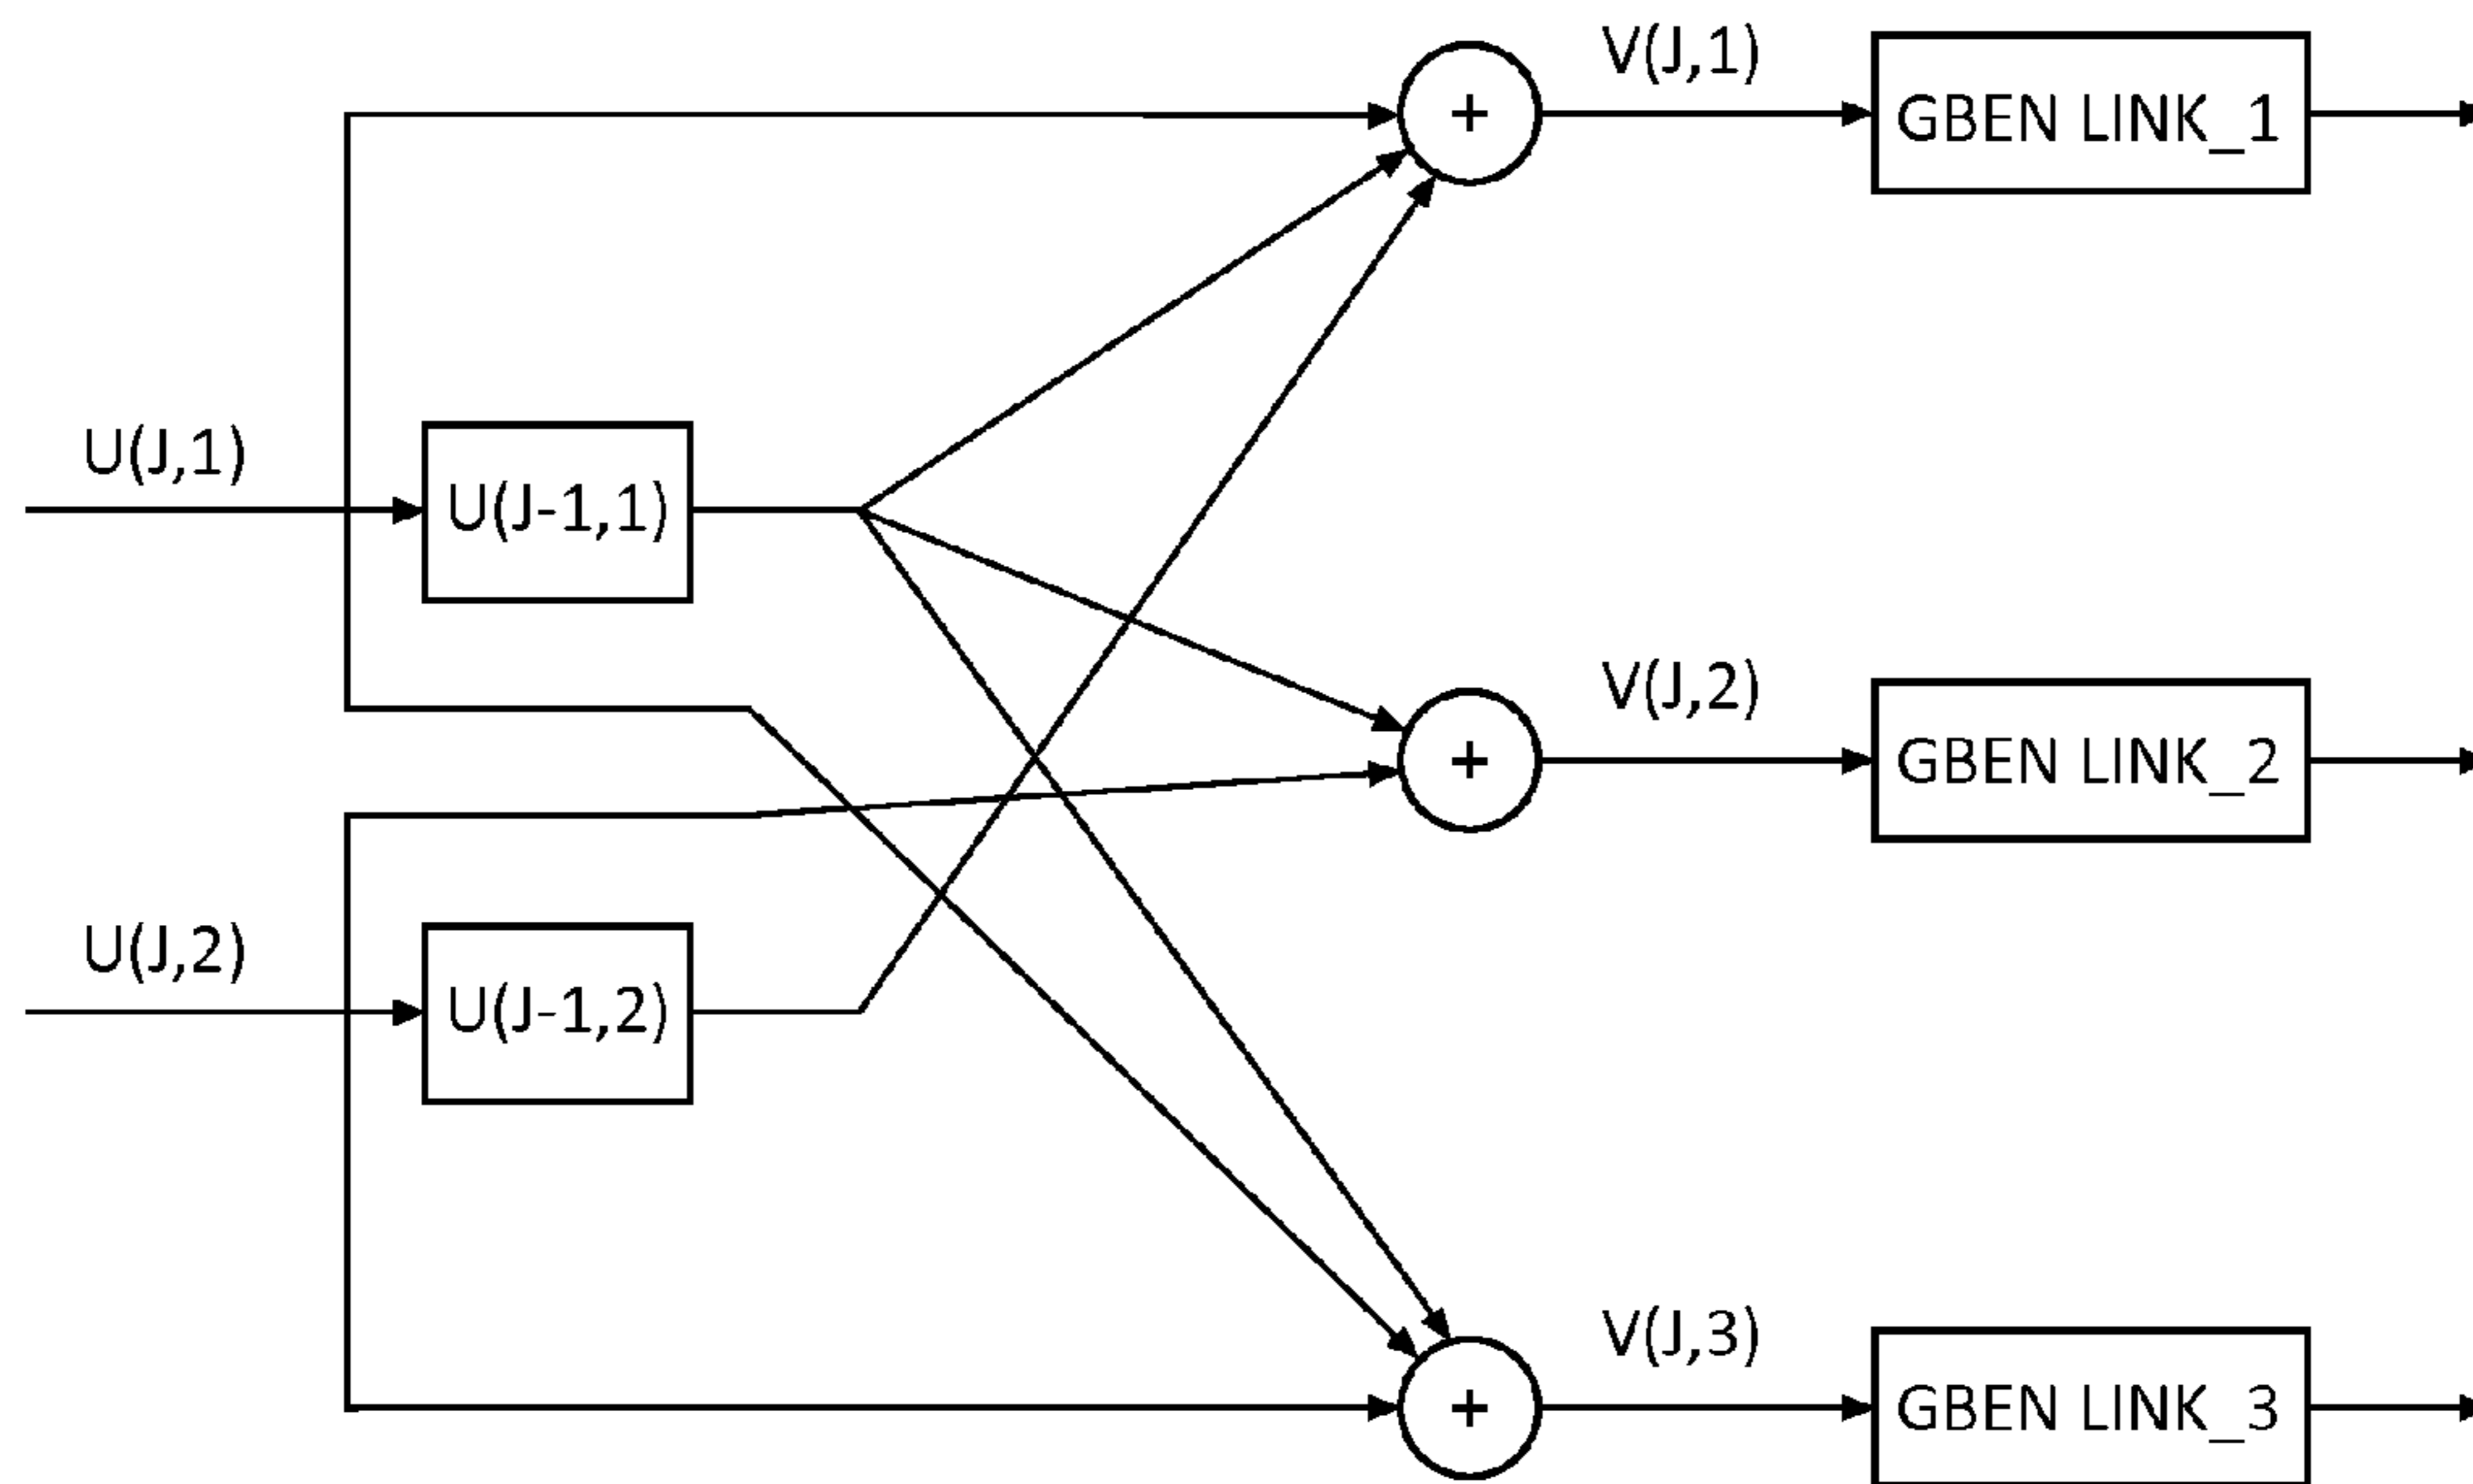 V(J,1)
+
GBEN LINK_1
U(J,1)
U(J-1,1)
V(J,2)
+
GBEN LINK_2
U(J,2)
U(J-1,2)
V(J,3)
+
GBEN LINK_3